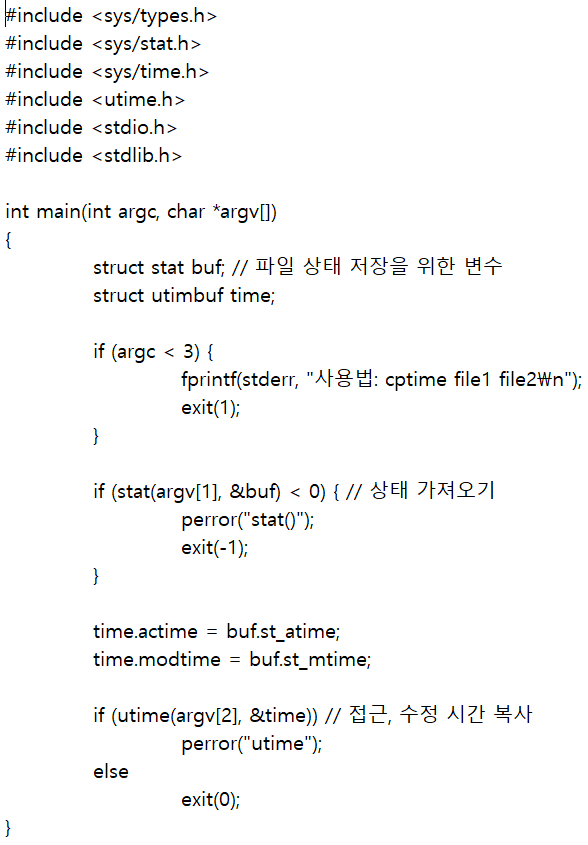 #include <sys/types.h>
#include <sys/stat.h>
#include <sys/time.h>
#include <utime.h>
#include <stdio.h>
#include <stdlib.h>

int main(int argc, char *argv[])
{
        struct stat buf; // 파일 상태 저장을 위한 변수
        struct utimbuf time;

        if (argc < 3) {
                fprintf(stderr, "사용법: cptime file1 file2₩n");
                exit(1);
        }

        if (stat(argv[1], &buf) < 0) { // 상태 가져오기
                perror("stat()");
                exit(-1);
        }

        time.actime = buf.st_atime;
        time.modtime = buf.st_mtime;

        if (utime(argv[2], &time)) // 접근, 수정 시간 복사
                perror("utime");
        else
                exit(0);
}